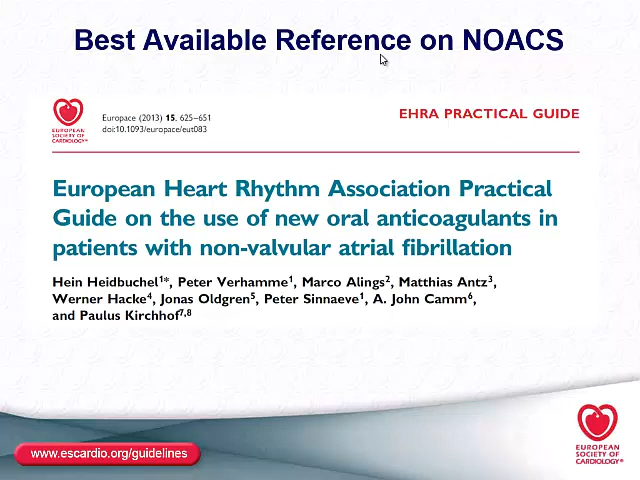 Best Available Reference on NOACS
EUROPEAN
SOCIETY OF
CARDIOLOGY®
Europace (2013) 15, 625–651
doi:10.1093/europace/eut083
EHRA PRACTICAL GUIDE
European Heart Rhythm Association Practical
Guide on the use of new oral anticoagulants in
patients with non-valvular atrial fibrillation
Hein Heidbuchel1*, Peter Verhamme1, Marco Alings2, Matthias Antz3,
Werner Hacke4, Jonas Oldgren5, Peter Sinnaeve1, A. John Camm6,
and Paulus Kirchhof7,8
www.escardio.org/guidelines
EUROPEAN
SOCIETY OF
CARDIOLOGY®